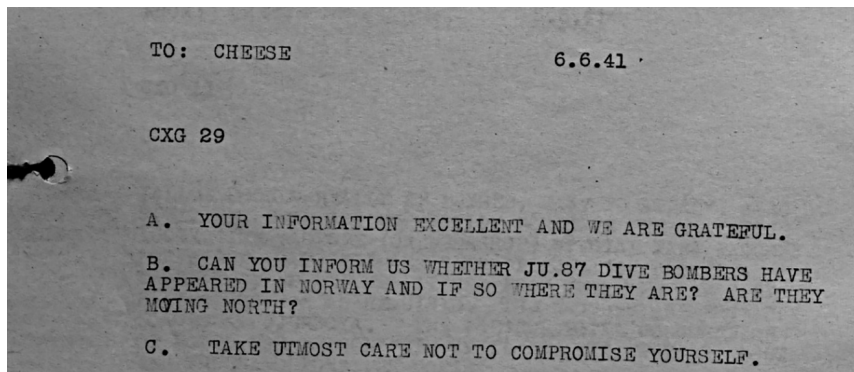 TO: CHEESE 6.6.41
CXG 29
A. YOUR INFORMATION EXCELLENT AND WE ARE GRATEFUL.
B. CAN YOU INFORM US WHETHER JU.87 DIVE BOMBERS HAVE
APPEARED IN NORWAY AND IF SO WHERE THEY ARE? ARE THEY
MOING NORTH?
C. TAKE UTMOST CARE NOT TO COMPROMISE YOURSELF.